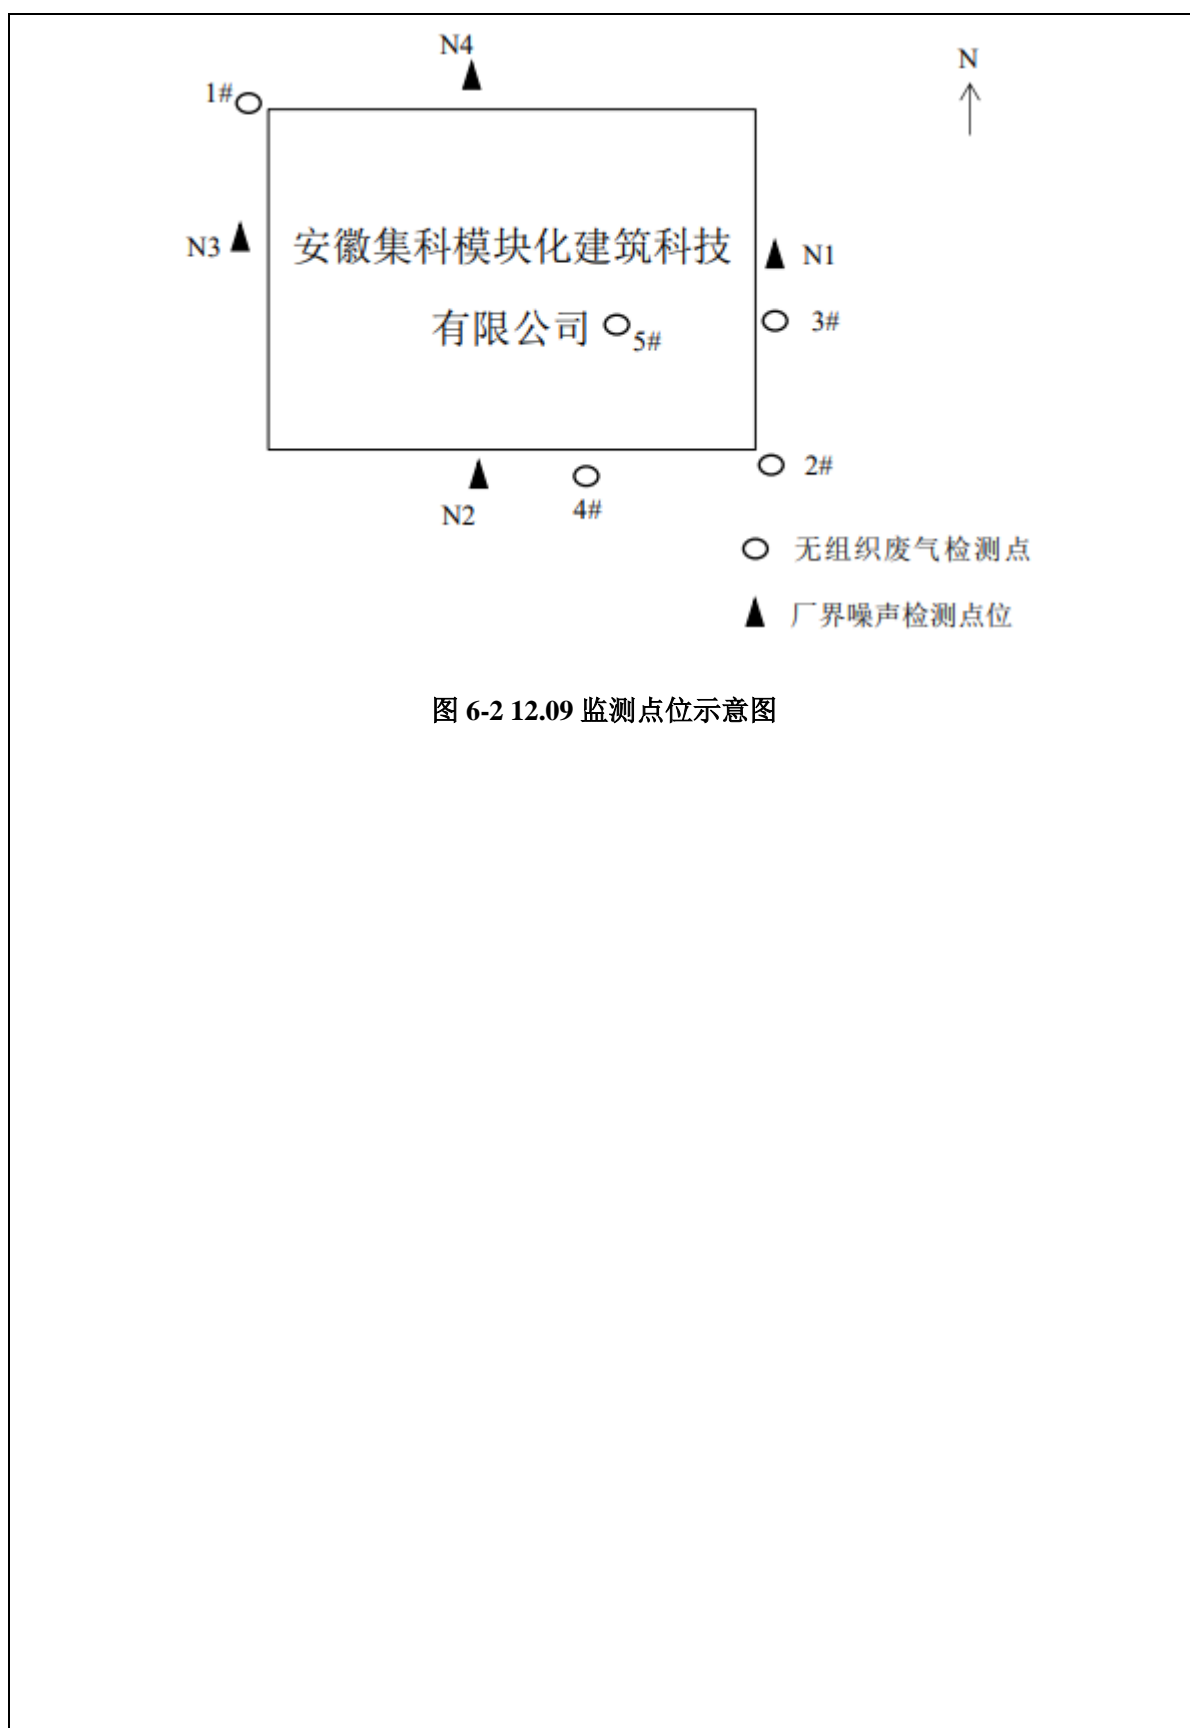 N4
N
1#
N3
安徽集科模块化建筑科技
N1
有限公司
5#
3#
2#
N2
4#
无组织废气检测点
厂界噪声检测点位
图 6-2 12.09 监测点位示意图